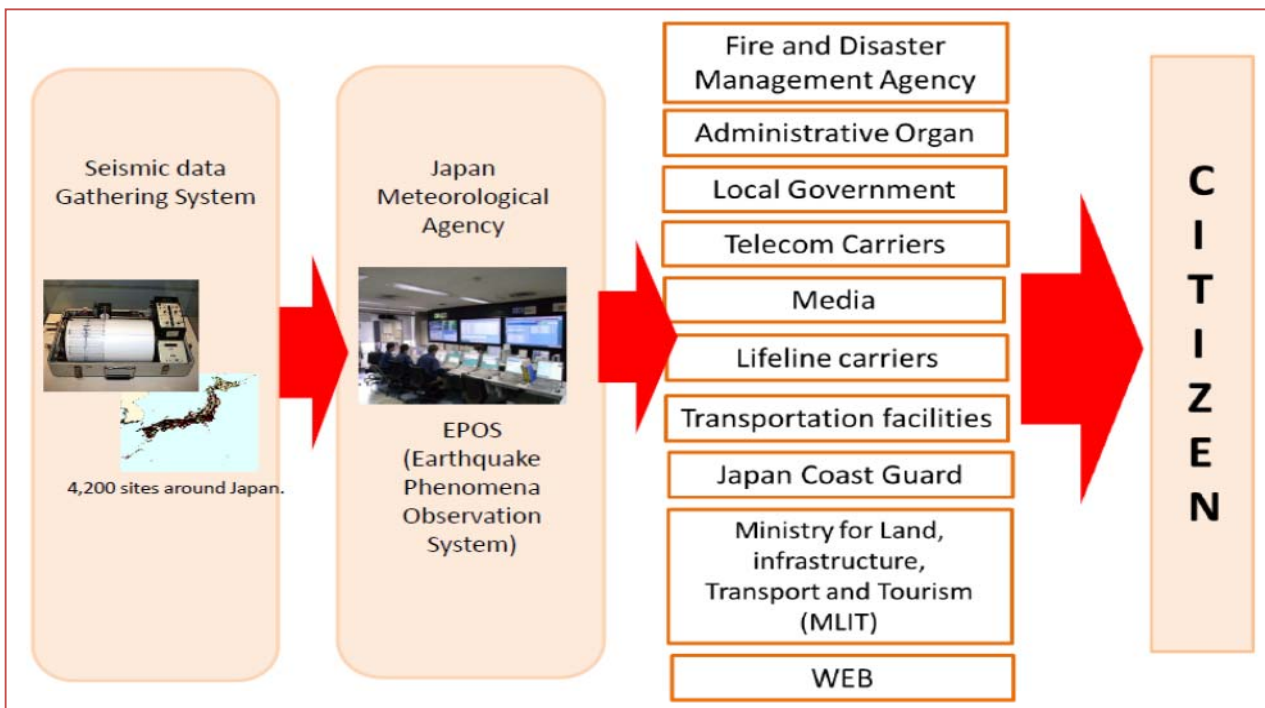 Seismic data
Gathering System
4,200 sites around Japan.
Japan
Meteorological
Agency
EPOS
(Earthquake
Phenomena
Observation
System)
Fire and Disaster
Management Agency
Administrative Organ
Local Government
Telecom Carriers
Media
Lifeline carriers
Transportation facilities
Japan Coast Guard
Ministry for Land,
infrastructure,
Transport and Tourism
(MLIT)
WEB
CITIZEN